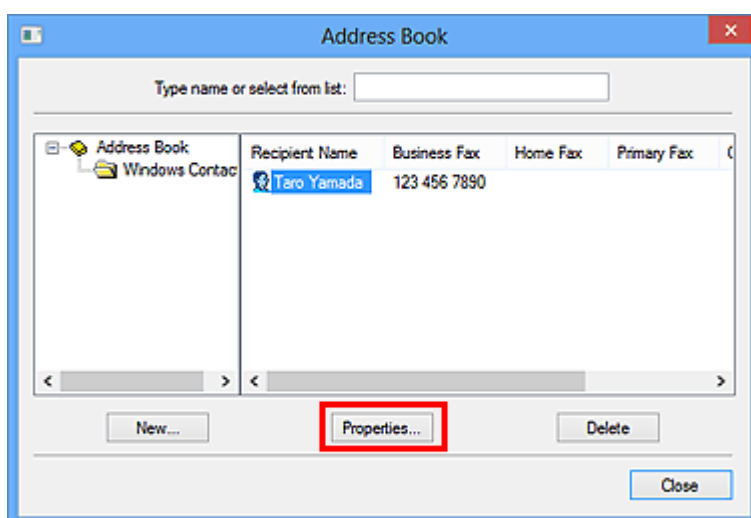 Address Book
Type name or select from list:
Address Book
Windows Contac
Recipient Name Business Fax Home Fax Primary Fax
Taro Yamada 123 456 7890
New... Properties... Delete
Close